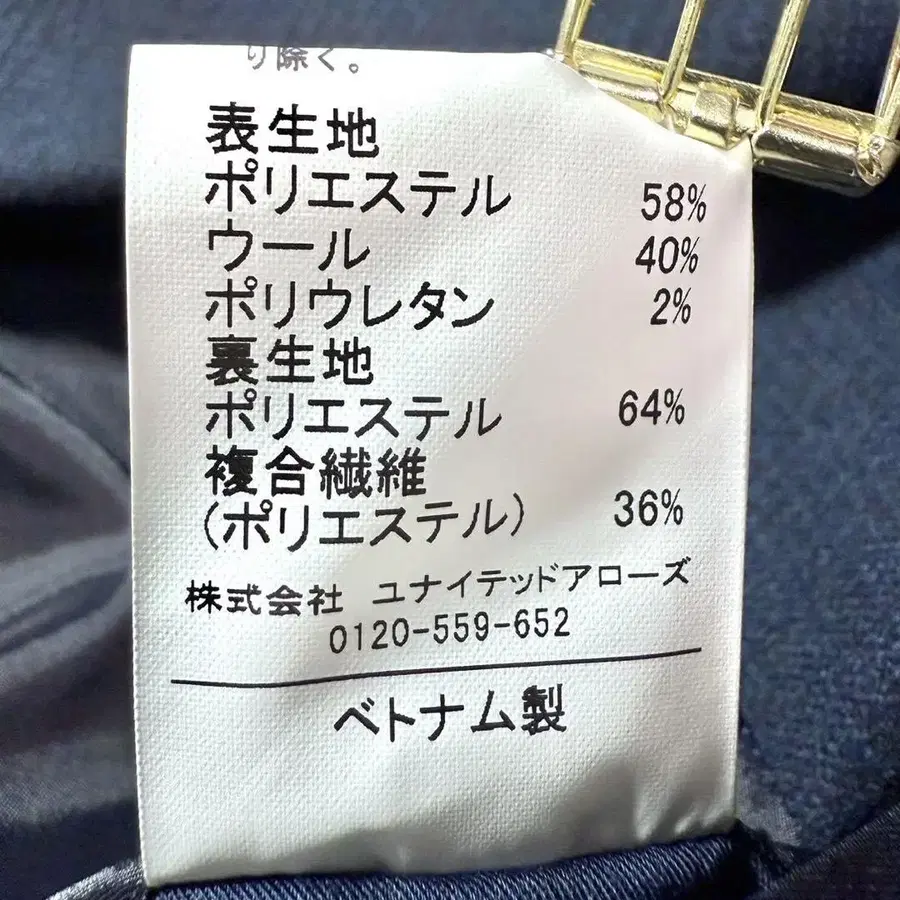 り除く。
表生地
ポリエステル 58%
ウール 40%
ポリウレタン 2%
裏生地
ポリエステル 64%
複合繊維
(ポリエステル) 36%
株式会社 ユナイテッドアローズ
0120-559-652
ベトナム製